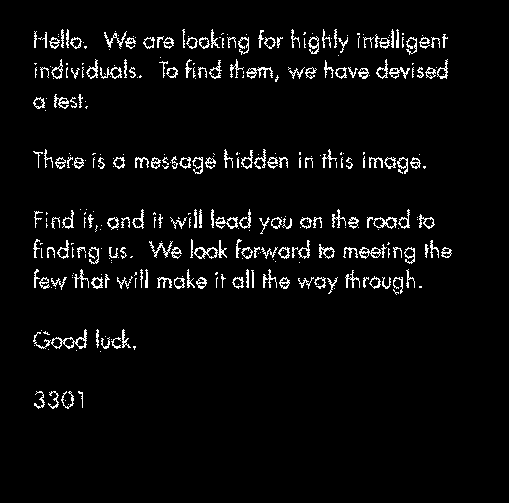 Hello. We are looking for highly intelligent
individuals. To find them, we have devised
a test.
There is a message hidden in this image.
Find it, and it will lead you on the road to
finding us. We look forward to meeting the
few that will make it all the way through.
Good luck.
3301